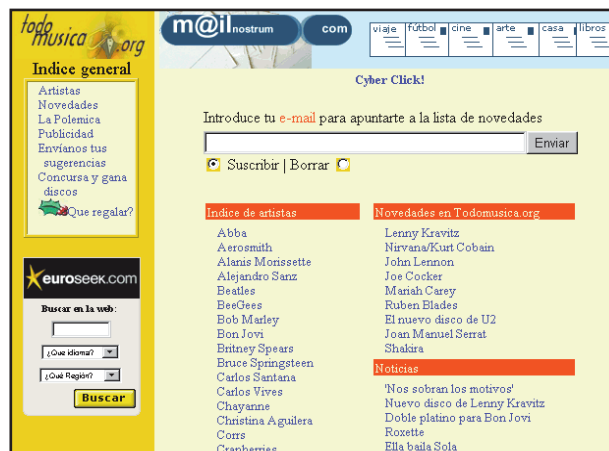 todo
musica .org
Indice general
Artistas
Novedades
La Polemica
Publicidad
Envíanos tus
sugerencias
Concursa y gana
discos
Que regalar?
euroseek.com
Buscar en la web:
¿Que idioma?
¿Qué Región?
Buscar
m@ilnostrum com
viaje fútbol cine arte casa libros
Cyber Click!
Introduce tu e-mail para apuntarte a la lista de novedades
Enviar
Suscribir | Borrar
Indice de artistas
Abba
Aerosmith
Alanis Morissette
Alejandro Sanz
Beatles
BeeGees
Bob Marley
Bon Jovi
Britney Spears
Bruce Springsteen
Carlos Santana
Carlos Vives
Chayanne
Christina Aguilera
Corrs
Cranberries
Novedades en Todomusica.org
Lenny Kravitz
Nirvana/Kurt Cobain
John Lennon
Joe Cocker
Mariah Carey
Ruben Blades
El nuevo disco de U2
Joan Manuel Serrat
Shakira
Noticias
'Nos sobran los motivos'
Nuevo disco de Lenny Kravitz
Doble platino para Bon Jovi
Roxette
Ella baila Sola